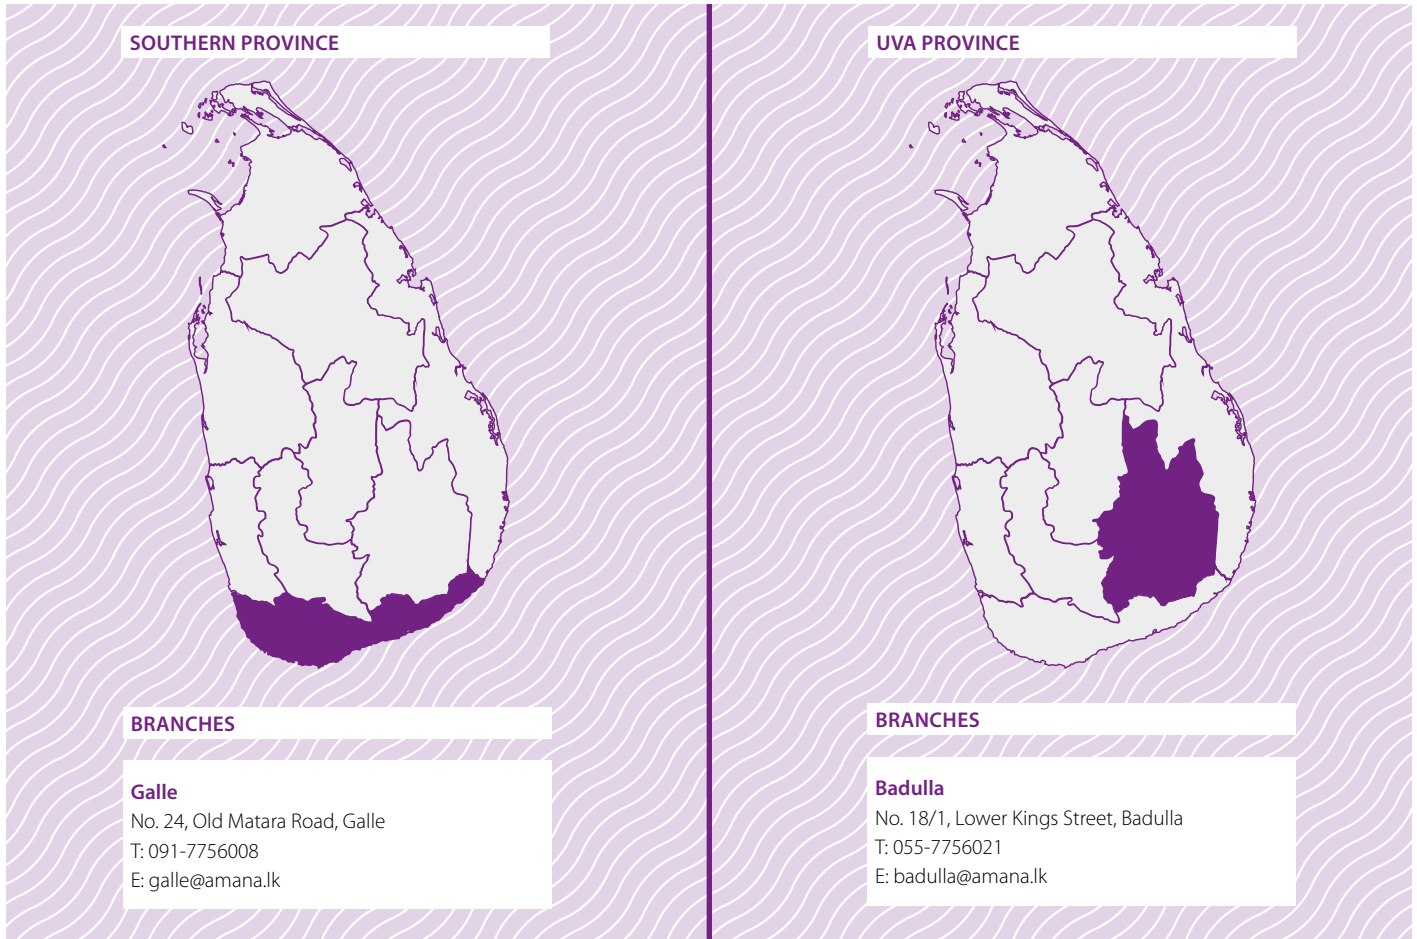 SOUTHERN PROVINCE
BRANCHES
Galle
No. 24, Old Matara Road, Galle
T: 091-7756008
E: galle@amana.lk
UVA PROVINCE
BRANCHES
Badulla
No. 18/1, Lower Kings Street, Badulla
T: 055-7756021
E: badulla@amana.lk